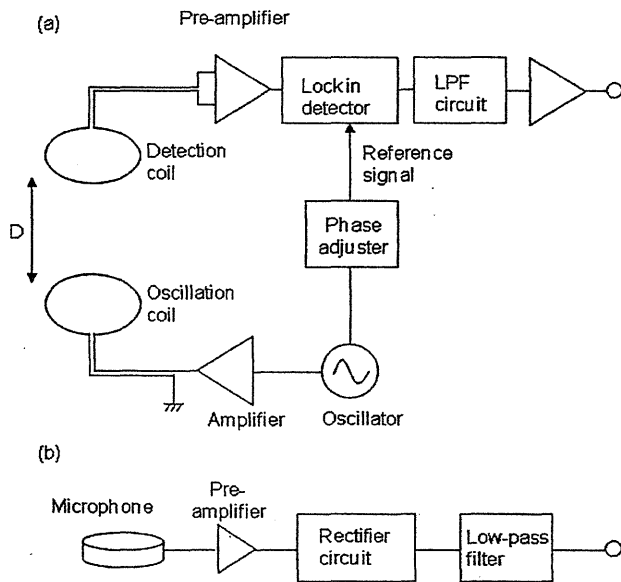 (a)
Pre-amplifier
Lockin
detector
LPF
circuit
Detection
coil
Reference
signal
D
Phase
adjuster
Oscillation
coil
Amplifier
Oscillator
(b)
Microphone
Pre-
amplifier
Rectifier
circuit
Low-pass
filter